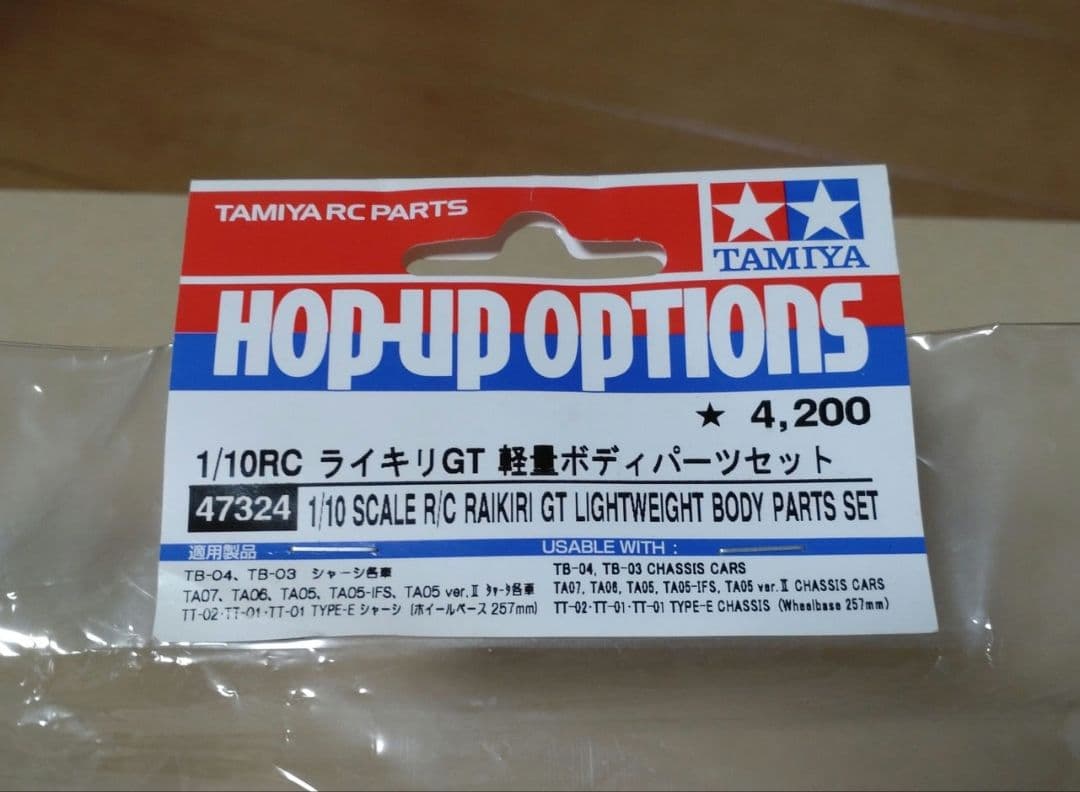 TAMIYA RC PARTS
TAMIYA
HOP-UP OPTIONS
★ 4,200
1/10RC ライキリGT 軽量ボディパーツセット
47324 1/10 SCALE R/C RAIKIRI GT LIGHTWEIGHT BODY PARTS SET
適用製品
TB-04、TB-03 シャーシ各車
TA07、TA06、TA05、TA05-IFS、TA05 ver.Ⅱ シャーシ各車
TT-02・TT-01・TT-01 TYPE-E シャーシ (ホイールベース 257mm)
USABLE WITH :
TB-04, TB-03 CHASSIS CARS
TA07, TA06, TA05, TA05-IFS, TA05 ver.Ⅱ CHASSIS CARS
TT-02・TT-01・TT-01 TYPE-E CHASSIS (Wheelbase 257mm)